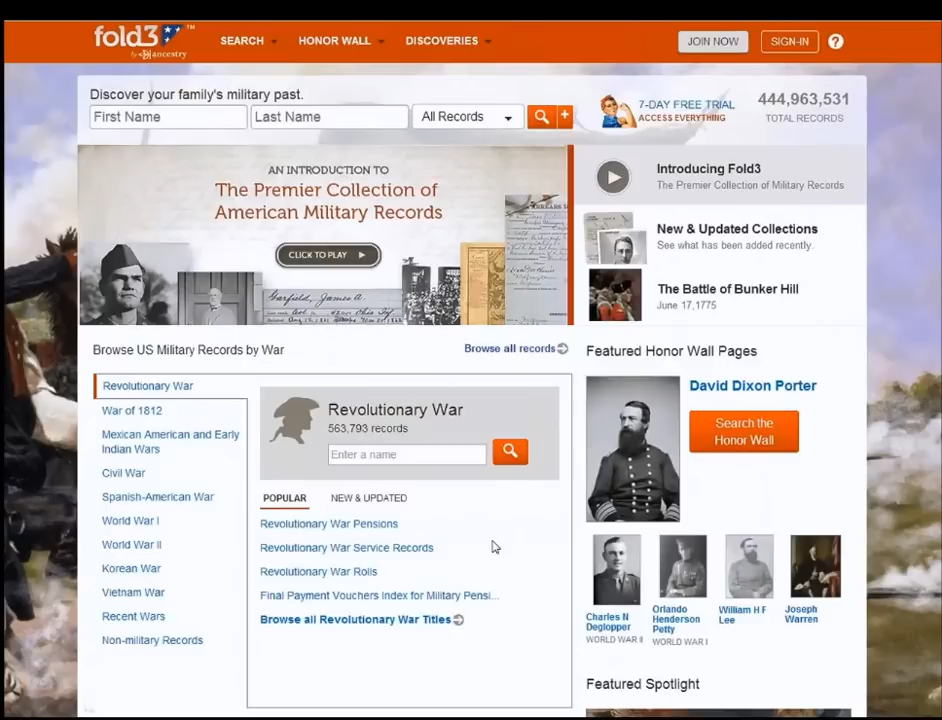 fold3™
by ancestry
SEARCH
HONOR WALL
DISCOVERIES
JOIN NOW
SIGN-IN
?
Discover your family's military past.
First Name
Last Name
All Records
+
7-DAY FREE TRIAL
ACCESS EVERYTHING
444,963,531
TOTAL RECORDS
AN INTRODUCTION TO
The Premier Collection of
American Military Records
CLICK TO PLAY
Garfield, James A.
Introducing Fold3
The Premier Collection of Military Records
New & Updated Collections
See what has been added recently.
The Battle of Bunker Hill
June 17,1775
Browse US Military Records by War
Browse all records
Revolutionary War
War of 1812
Mexican American and Early
Indian Wars
Civil War
Spanish-American War
World War I
World War II
Korean War
Vietnam War
Recent Wars
Non-military Records
Revolutionary War
563,793 records
Enter a name
POPULAR
NEW & UPDATED
Revolutionary War Pensions
Revolutionary War Service Records
Revolutionary War Rolls
Final Payment Vouchers Index for Military Pensi...
Browse all Revolutionary War Titles
Featured Honor Wall Pages
David Dixon Porter
Search the
Honor Wall
Charles N
Deglopper
WORLD WAR II
Orlando
Henderson
Petty
WORLD WAR I
William H F
Lee
Joseph
Warren
Featured Spotlight